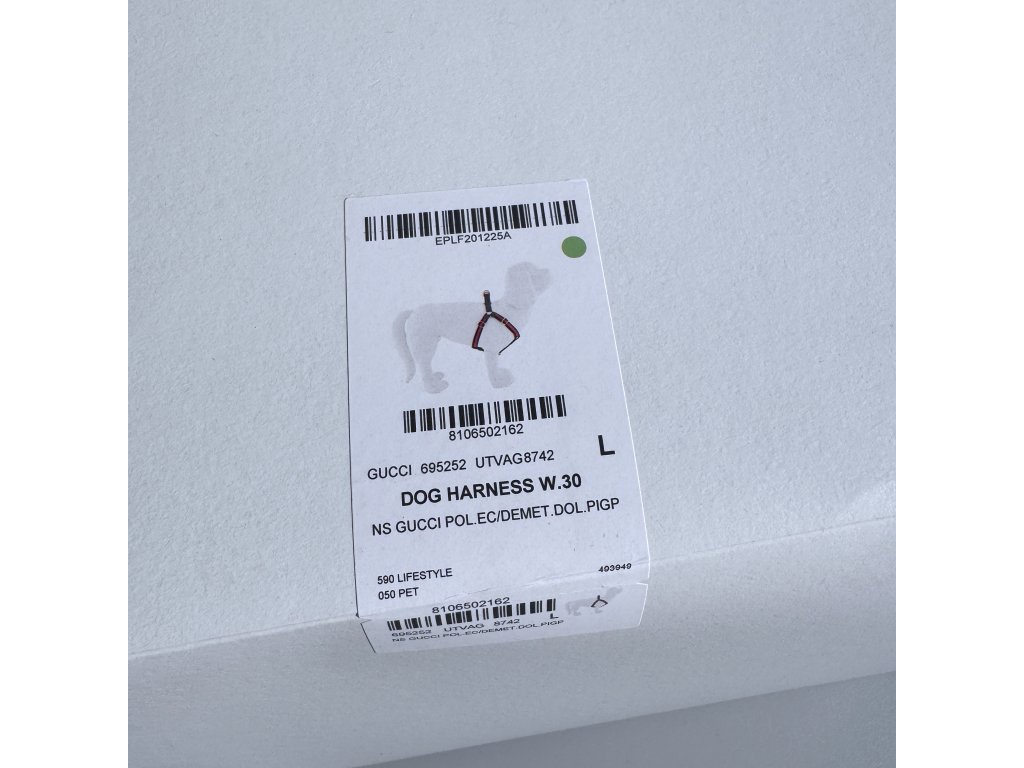 EPLF201225A
8106502162
GUCCI 695252 UTVAG8742
L
DOG HARNESS W.30
NS GUCCI POL.EC/DEMET.DOL.PIGP
590 LIFESTYLE
493949
050 PET
8106502162
695252 UTVAG 8742 L
NS GUCCI POL.EC/DEMET.DOL.PIGP